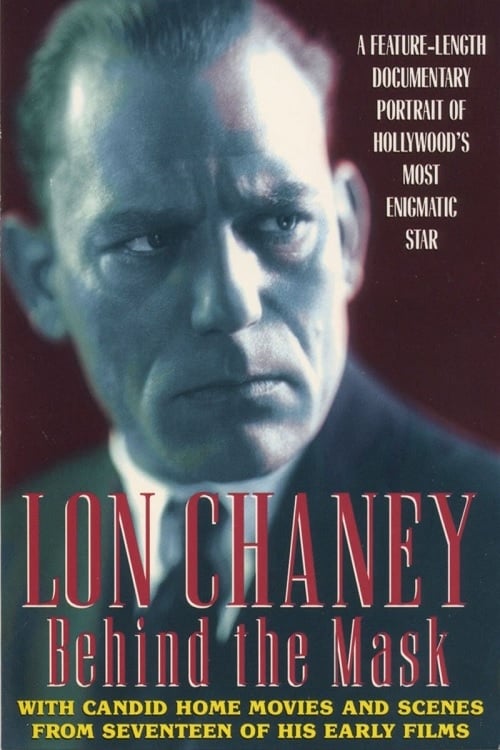 A FEATURE-LENGTH
DOCUMENTARY
PORTRAIT OF
HOLLYWOOD'S
MOST
ENIGMATIC
STAR
LON CHANEY
Behind the Mask
WITH CANDID HOME MOVIES AND SCENES
FROM SEVENTEEN OF HIS EARLY FILMS